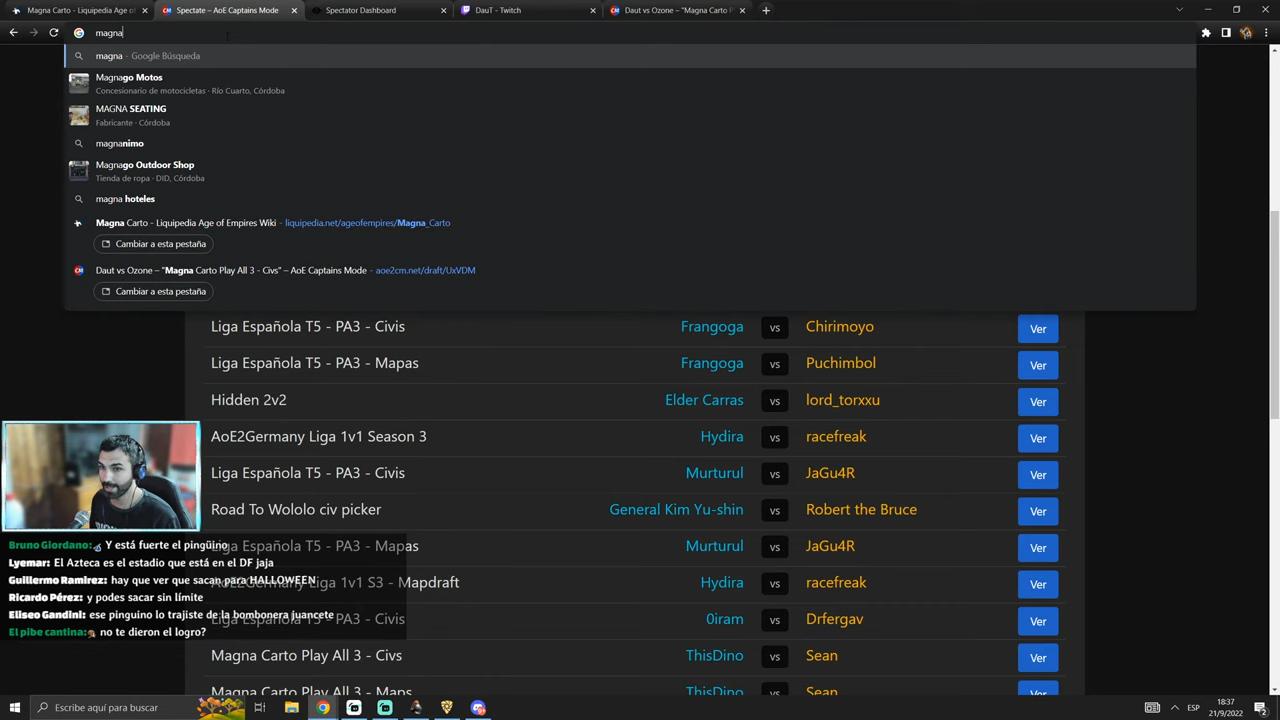 Magna Carto - Liquipedia Age of
Spectate – AoE Captains Mode
Spectator Dashboard
DauT - Twitch
Daut vs Ozone – "Magna Carto P
magna
magna - Google Búsqueda
Magnago Motos
Concesionario de motocicletas · Río Cuarto, Córdoba
MAGNA SEATING
Fabricante · Córdoba
magnanimo
Magnago Outdoor Shop
Tienda de ropa · DID, Córdoba
magna hoteles
Magna Carto - Liquipedia Age of Empires Wiki - liquipedia.net/ageofempires/Magna_Carto
Cambiar a esta pestaña
Daut vs Ozone – "Magna Carto Play All 3 - Civs" – AoE Captains Mode - aoe2cm.net/draft/UxVDM
Cambiar a esta pestaña
Liga Española T5 - PA3 - Civis Frangoga vs Chirimoyo Ver
Liga Española T5 - PA3 - Mapas Frangoga vs Puchimbol Ver
Hidden 2v2 Elder Carras vs lord_torxxu Ver
AoE2Germany Liga 1v1 Season 3 Hydira vs racefreak Ver
Liga Española T5 - PA3 - Civis Murturul vs JaGu4R Ver
Road To Wololo civ picker General Kim Yu-shin vs Robert the Bruce Ver
Liga Española T5 - PA3 - Mapas Murturul vs JaGu4R Ver
AoE2Germany Liga 1v1 S3 - Mapdraft Hydira vs racefreak Ver
Liga Española T5 - PA3 - Civis 0iram vs Drfergav Ver
Magna Carto Play All 3 - Civs ThisDino vs Sean Ver
Magna Carto Play All 3 - Maps ThisDino vs Sean Ver
Bruno Giordano: Y está fuerte el pingüino
Lyemar: El Azteca es el estadio que está en el DF jaja
Guillermo Ramirez: hay que ver que sacan para HALLOWEEN
Ricardo Pérez: y podes sacar sin límite
Eliseo Gandini: ese pinguino lo trajiste de la bombonera juancete
El pibe cantina: no te dieron el logro?
Escribe aquí para buscar
ESP
18:37
21/9/2022
2